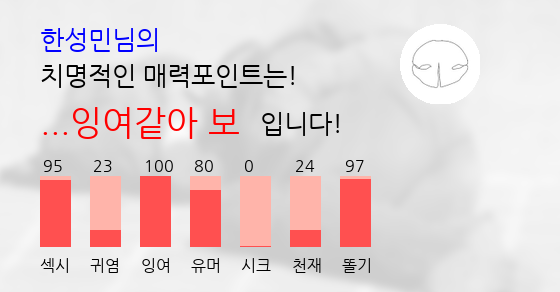 한성민님의
치명적인 매력포인트는!
...잉여같아 보 입니다!
95 23 100 80 0 24 97
섹시 귀염 잉여 유머 시크 천재 똘기